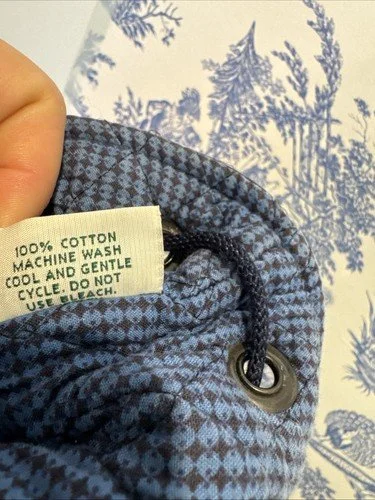 100% COTTON
MACHINE WASH
COOL AND GENTLE
CYCLE. DO NOT
USE BLEACH.